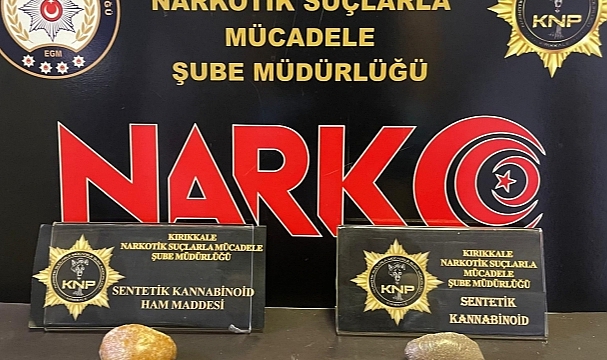 NARKOTİK SUÇLARLA
MÜCADELE
ŞUBE MÜDÜRLÜĞÜ
EGM
KNP
NARKO
KIRIKKALE
NARKOTİK SUÇLARLA MÜCADELE
ŞUBE MÜDÜRLÜĞÜ
KNP
SENTETİK KANNABİNOİD
HAM MADDESİ
KIRIKKALE
NARKOTİK SUÇLARLA
MÜCADELE
ŞUBE MÜDÜRLÜĞÜ
KNP
SENTETİK
KANNABİNOİD